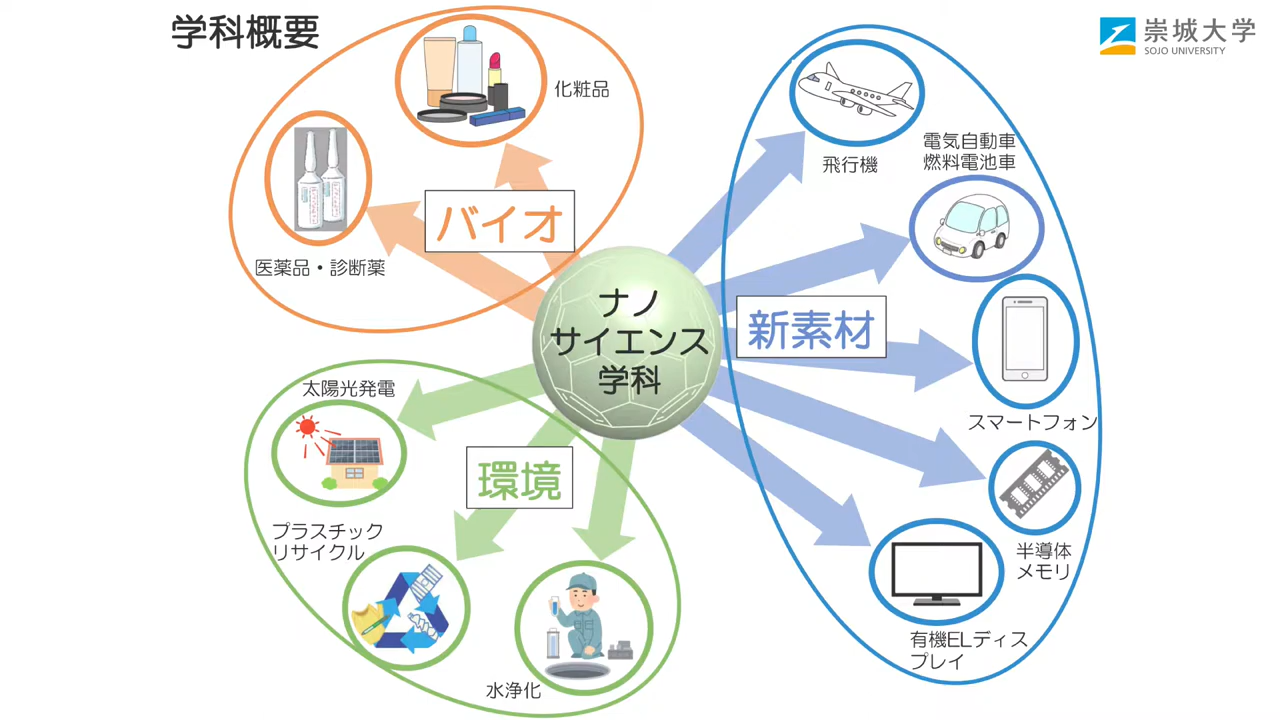 学科概要
崇城大学
SOJO UNIVERSITY
化粧品
バイオ
医薬品・診断薬
飛行機
電気自動車
燃料電池車
新素材
スマートフォン
半導体
メモリ
有機ELディス
プレイ
ナノ
サイエンス
学科
太陽光発電
環境
プラスチック
リサイクル
水浄化